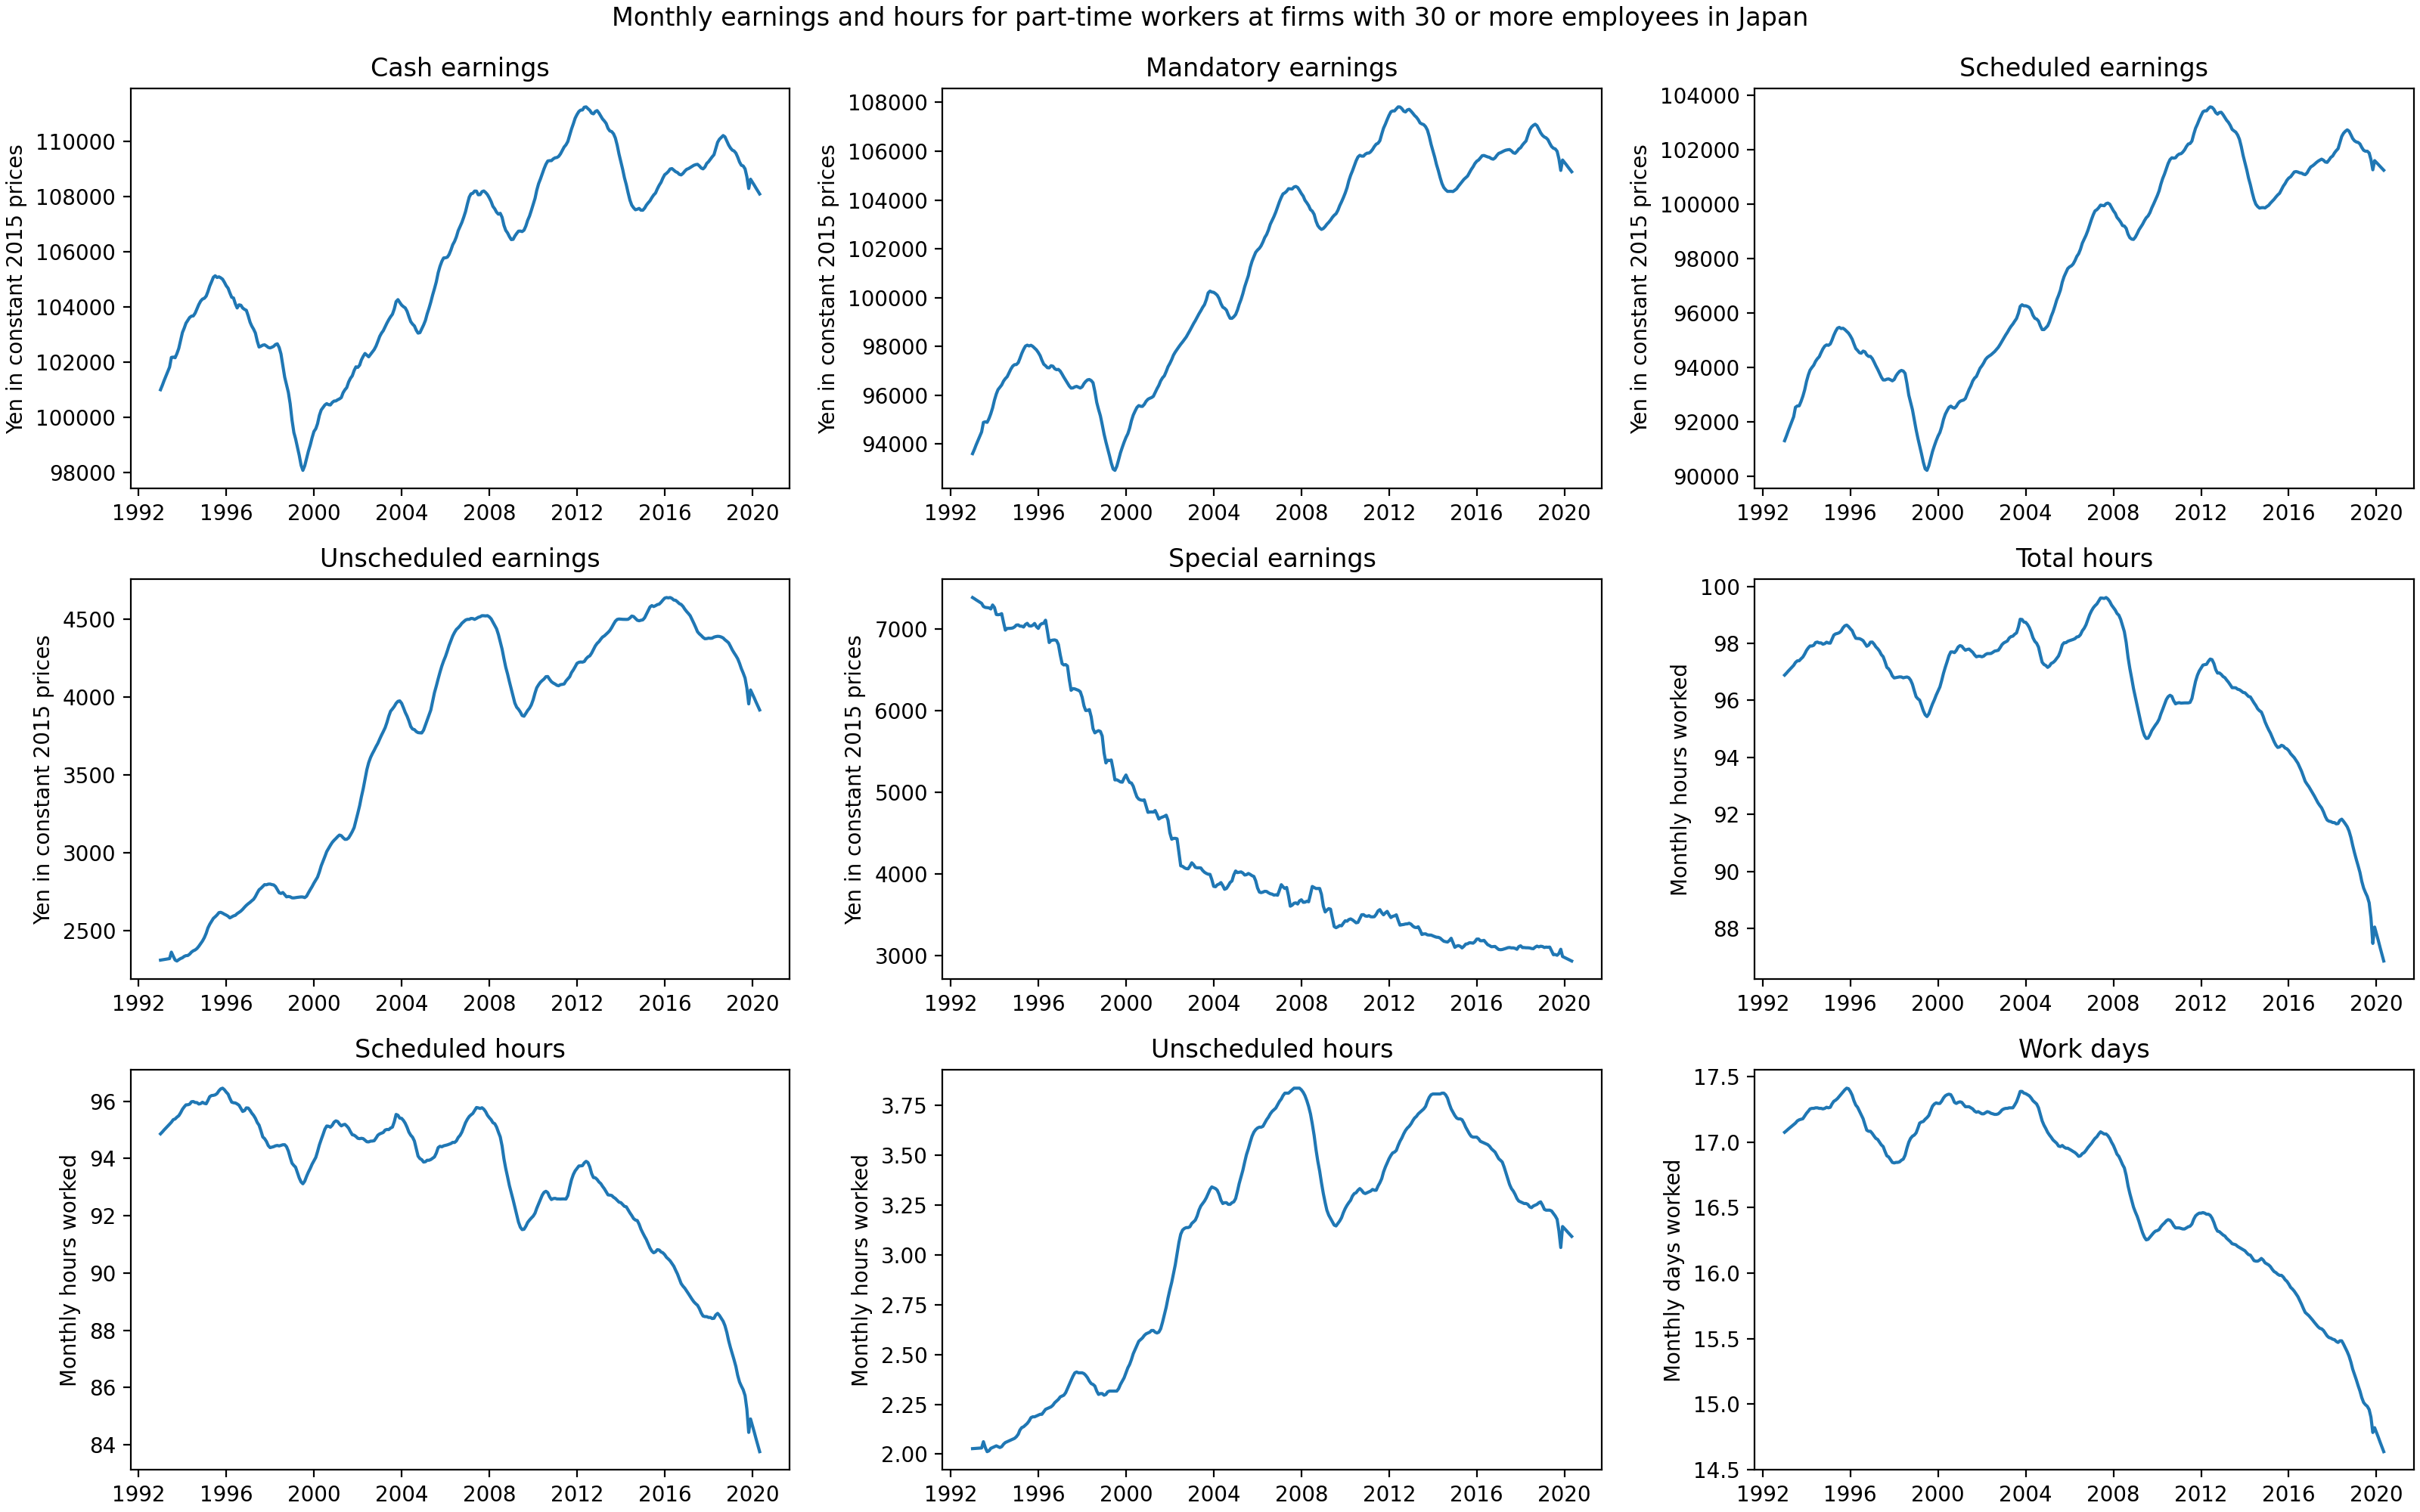 Monthly earnings and hours for part-time workers at firms with 30 or more employees in Japan
Cash earnings
Yen in constant 2015 prices
110000
108000
106000
104000
102000
100000
98000
1992 1996 2000 2004 2008 2012 2016 2020
Mandatory earnings
Yen in constant 2015 prices
108000
106000
104000
102000
100000
98000
96000
94000
1992 1996 2000 2004 2008 2012 2016 2020
Scheduled earnings
Yen in constant 2015 prices
104000
102000
100000
98000
96000
94000
92000
90000
1992 1996 2000 2004 2008 2012 2016 2020
Unscheduled earnings
Yen in constant 2015 prices
4500
4000
3500
3000
2500
1992 1996 2000 2004 2008 2012 2016 2020
Special earnings
Yen in constant 2015 prices
7000
6000
5000
4000
3000
1992 1996 2000 2004 2008 2012 2016 2020
Total hours
Monthly hours worked
100
98
96
94
92
90
88
1992 1996 2000 2004 2008 2012 2016 2020
Scheduled hours
Monthly hours worked
96
94
92
90
88
86
84
1992 1996 2000 2004 2008 2012 2016 2020
Unscheduled hours
Monthly hours worked
3.75
3.50
3.25
3.00
2.75
2.50
2.25
2.00
1992 1996 2000 2004 2008 2012 2016 2020
Work days
Monthly days worked
17.5
17.0
16.5
16.0
15.5
15.0
14.5
1992 1996 2000 2004 2008 2012 2016 2020